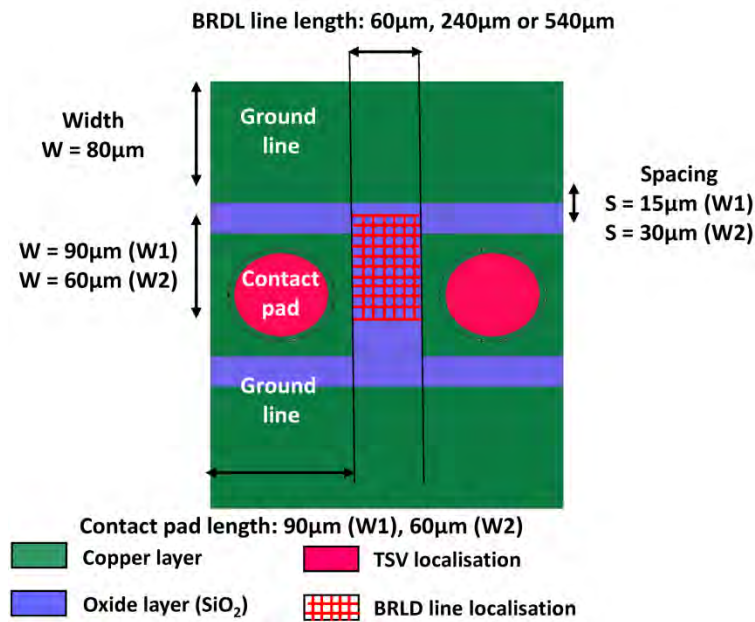 BRDL line length: 60µm, 240µm or 540µm
Ground
line
Width
W = 80µm
Spacing
S = 15µm (W1)
S = 30µm (W2)
W = 90µm (W1)
W = 60µm (W2)
Contact
pad
Ground
line
Contact pad length: 90µm (W1), 60µm (W2)
Copper layer
TSV localisation
Oxide layer (SiO₂)
BRLD line localisation